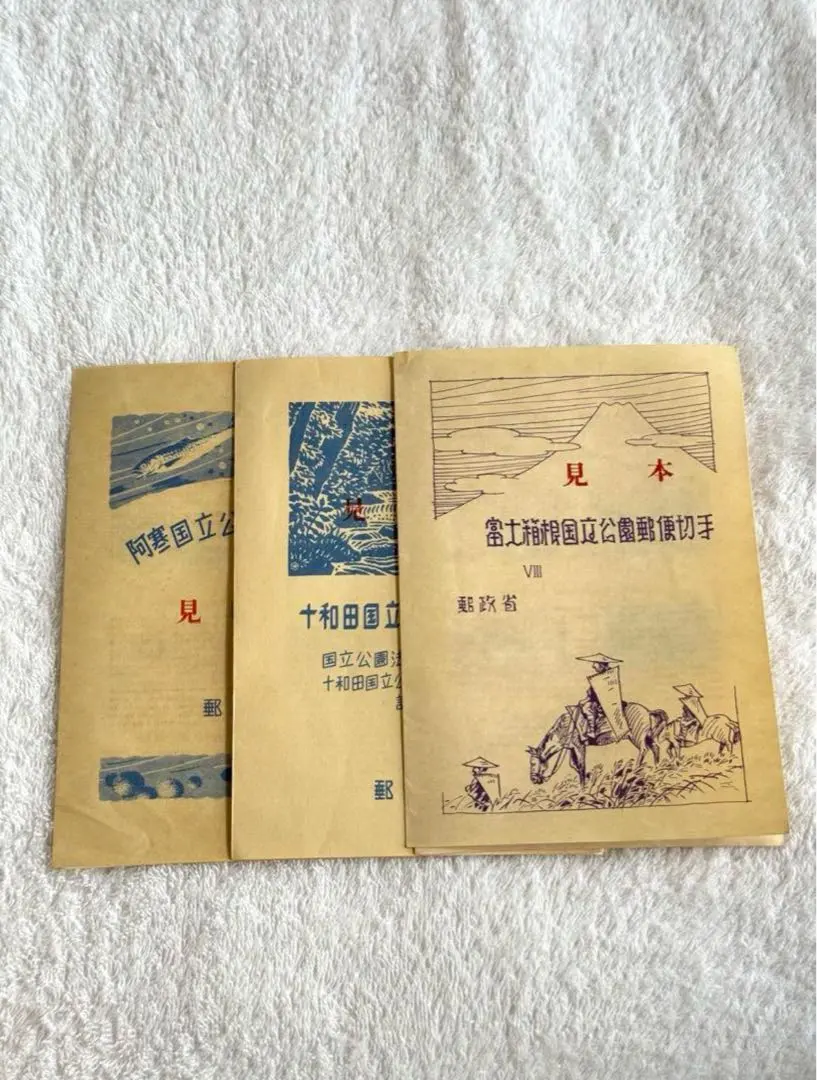 阿寒国立公
見
郵
見
十和田国立
国立公園法
十和田国立公
郵
見 本
富士箱根国立公園郵便切手
VIII
郵政省